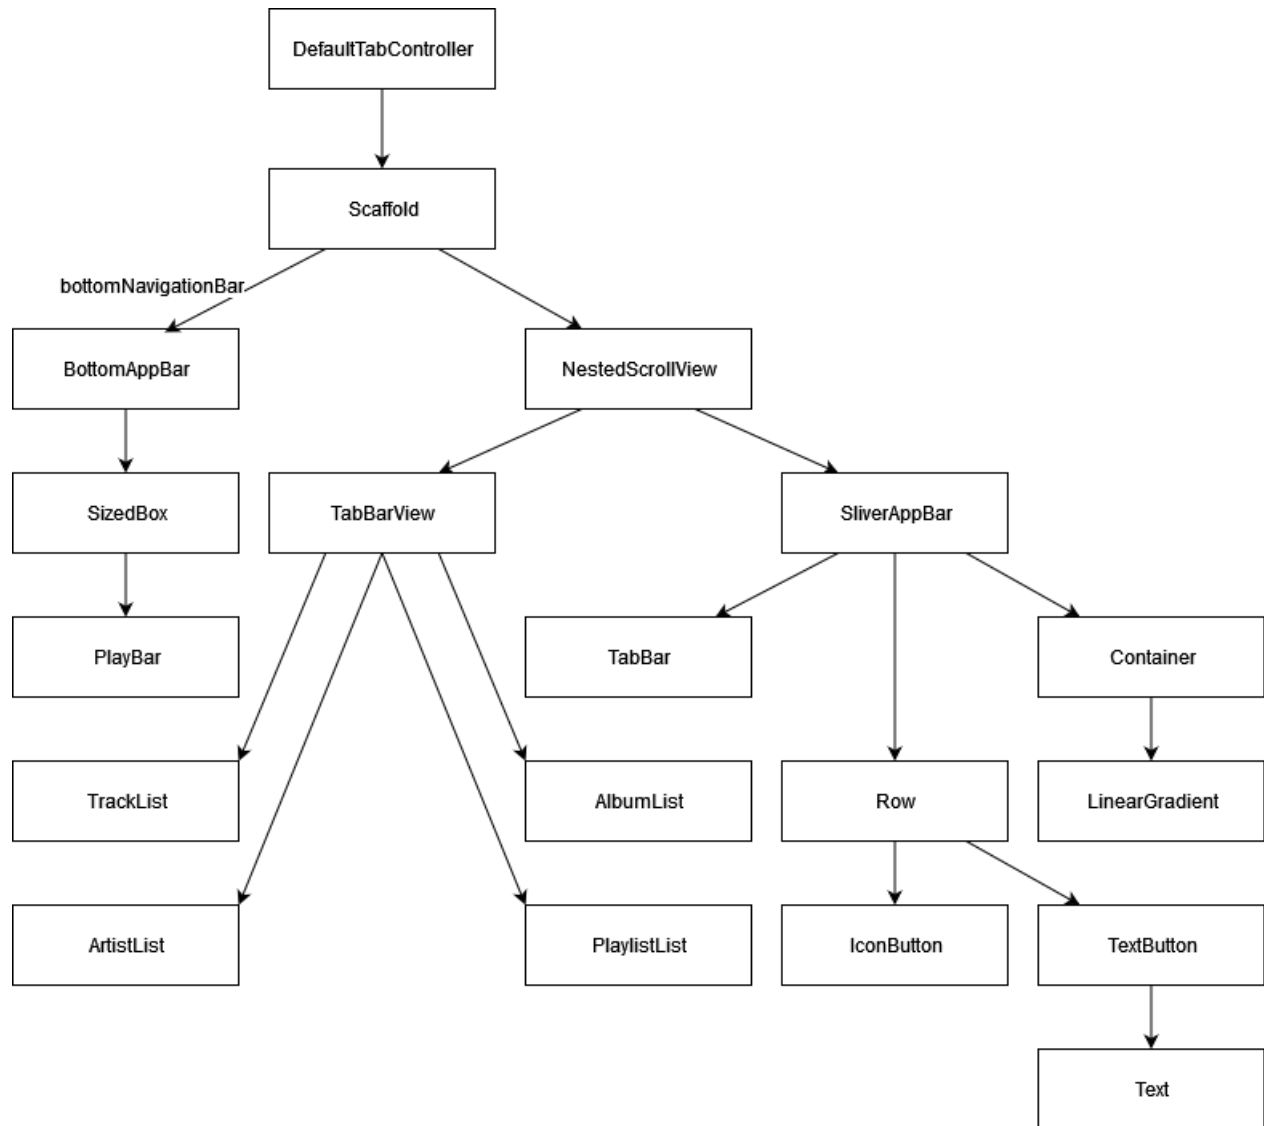 DefaultTabController
Scaffold
bottomNavigationBar
BottomAppBar
NestedScrollView
SizedBox
TabBarView
SliverAppBar
PlayBar
TabBar
Container
TrackList
AlbumList
Row
LinearGradient
ArtistList
PlaylistList
IconButton
TextButton
Text